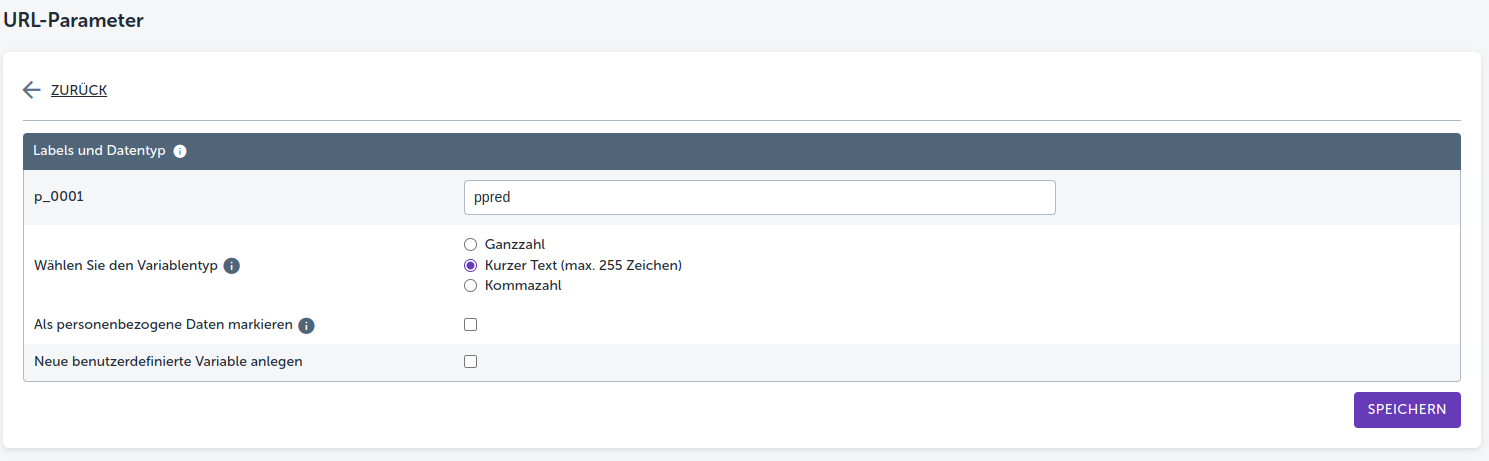 URL-Parameter
ZURÜCK
Labels und Datentyp
p_0001 ppred
Wählen Sie den Variablentyp
Ganzzahl
Kurzer Text (max. 255 Zeichen)
Kommazahl
Als personenbezogene Daten markieren
Neue benutzerdefinierte Variable anlegen
SPEICHERN